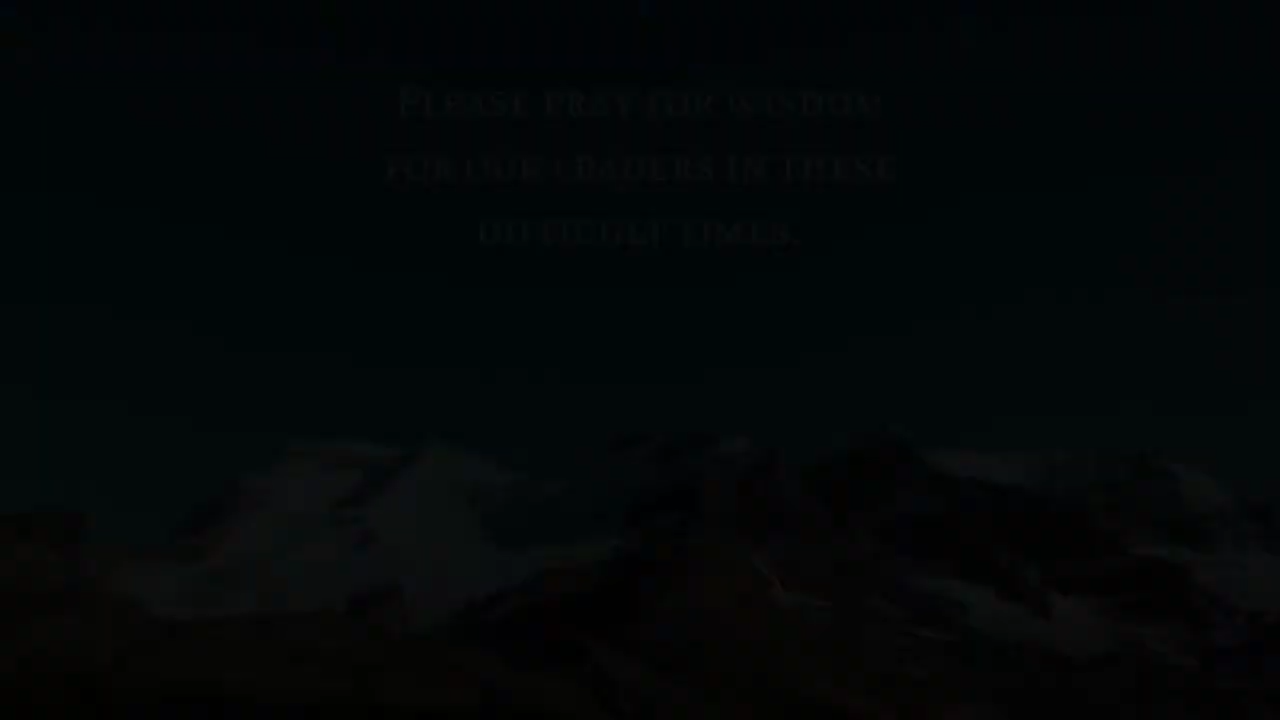 PLEASE PRAY FOR WISDOM
FOR OUR LEADERS IN THESE
DIFFICULT TIMES.